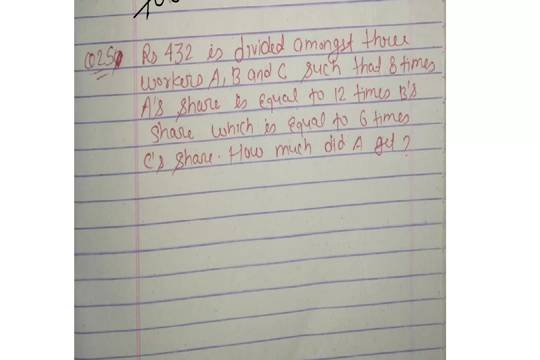 Q25) Rs 432 is divided amongst three
workers A, B and C such that 8 times
A's share is equal to 12 times B's
share which is equal to 6 times
C's share. How much did A get?